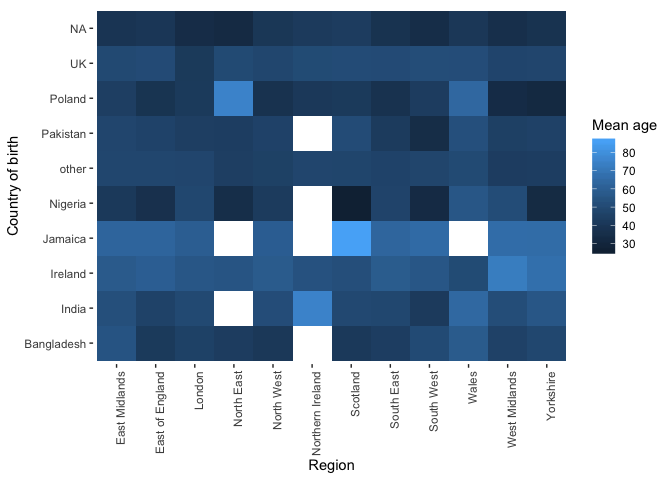 NA
UK
Poland
Pakistan
other
Nigeria
Jamaica
Ireland
India
Bangladesh
Country of birth
East Midlands
East of England
London
North East
North West
Northern Ireland
Scotland
South East
South West
Wales
West Midlands
Yorkshire
Region
Mean age
80
70
60
50
40
30